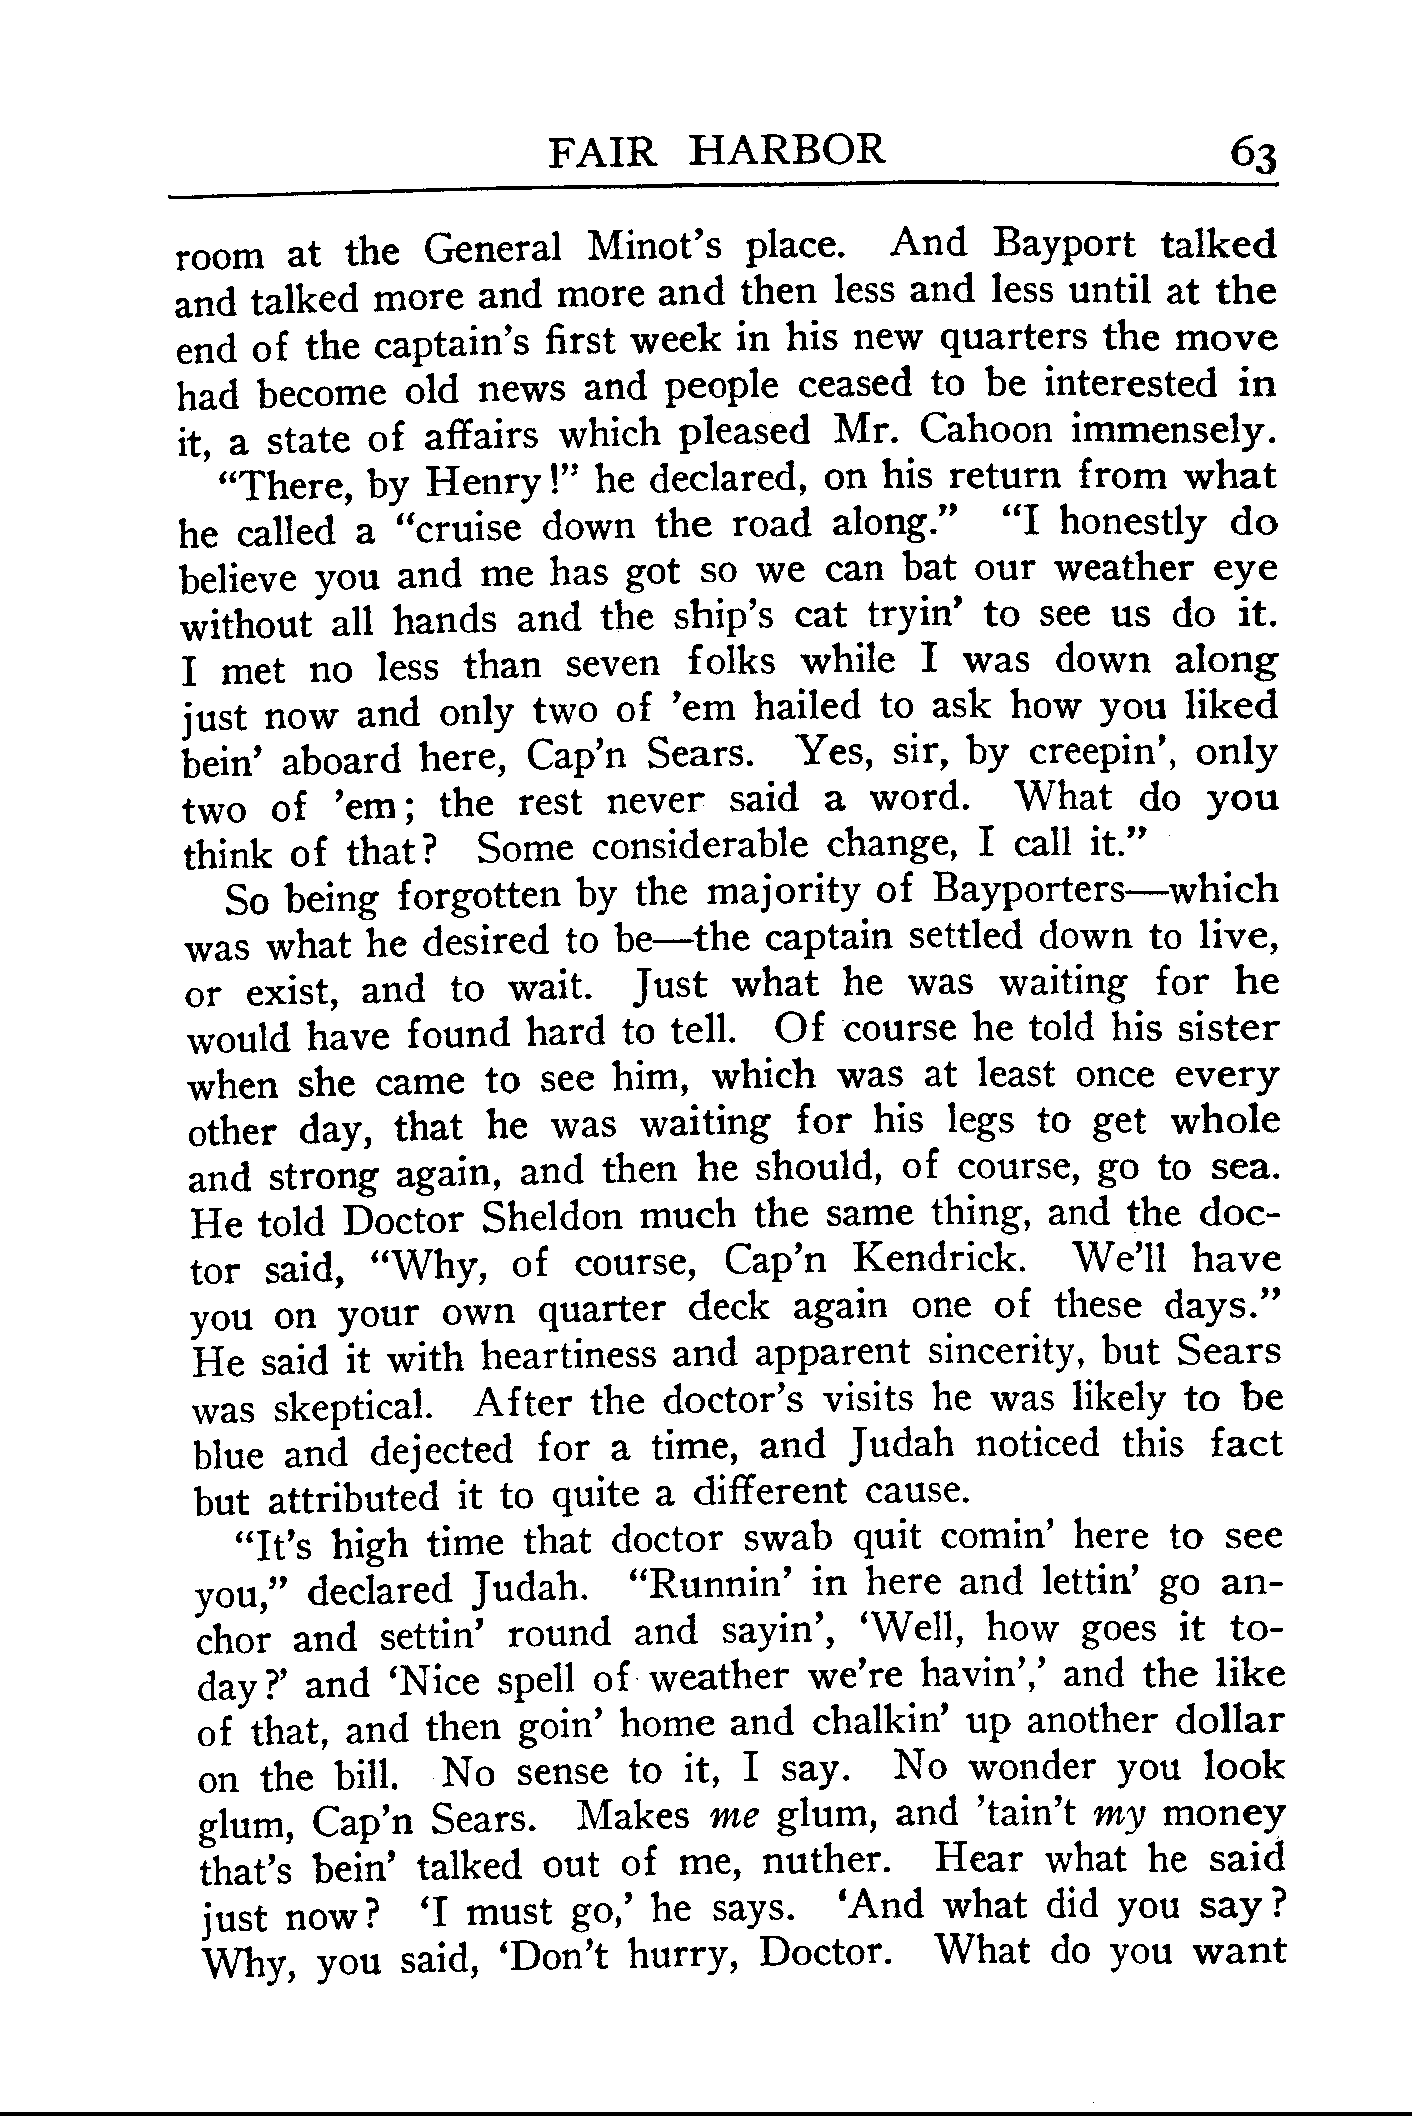 FAIR HARBOR 63
room at the General Minot's place. And Bayport talked
and talked more and more and then less and less until at the
end of the captain's first week in his new quarters the move
had become old news and people ceased to be interested in
it, a state of affairs which pleased Mr. Cahoon immensely.
“There, by Henry!” he declared, on his return from what
he called a “cruise down the road along.” “I honestly do
believe you and me has got so we can bat our weather eye
without all hands and the ship's cat tryin’ to see us do it.
I met no less than seven folks while I was down along
just now and only two of ’em hailed to ask how you liked
bein’ aboard here, Cap’n Sears. Yes, sir, by creepin’, only
two of ’em; the rest never said a word. What do you
think of that? Some considerable change, I call it.”
So being forgotten by the majority of Bayporters—which
was what he desired to be—the captain settled down to live,
or exist, and to wait. Just what he was waiting for he
would have found hard to tell. Of course he told his sister
when she came to see him, which was at least once every
other day, that he was waiting for his legs to get whole
and strong again, and then he should, of course, go to sea.
He told Doctor Sheldon much the same thing, and the doc-
tor said, “Why, of course, Cap’n Kendrick. We’ll have
you on your own quarter deck again one of these days.”
He said it with heartiness and apparent sincerity, but Sears
was skeptical. After the doctor’s visits he was likely to be
blue and dejected for a time, and Judah noticed this fact
but attributed it to quite a different cause.
“It’s high time that doctor swab quit comin’ here to see
you,” declared Judah. “Runnin’ in here and lettin’ go an-
chor and settin’ round and sayin’, ‘Well, how goes it to-
day?’ and ‘Nice spell of weather we’re havin’,’ and the like
of that, and then goin’ home and chalkin’ up another dollar
on the bill. No sense to it, I say. No wonder you look
glum, Cap’n Sears. Makes me glum, and ’tain’t my money
that’s bein’ talked out of me, nuther. Hear what he said
just now? ‘I must go,’ he says. ‘And what did you say?
Why, you said, ‘Don’t hurry, Doctor. What do you want